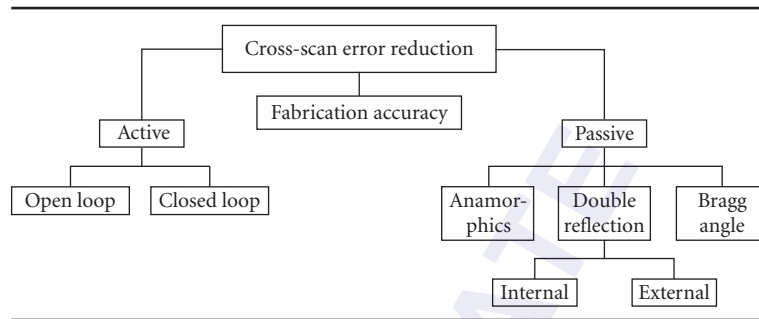 Cross-scan error reduction
Fabrication accuracy
Active
Passive
Open loop
Closed loop
Anamor-
phics
Double
reflection
Bragg
angle
Internal
External
ATE